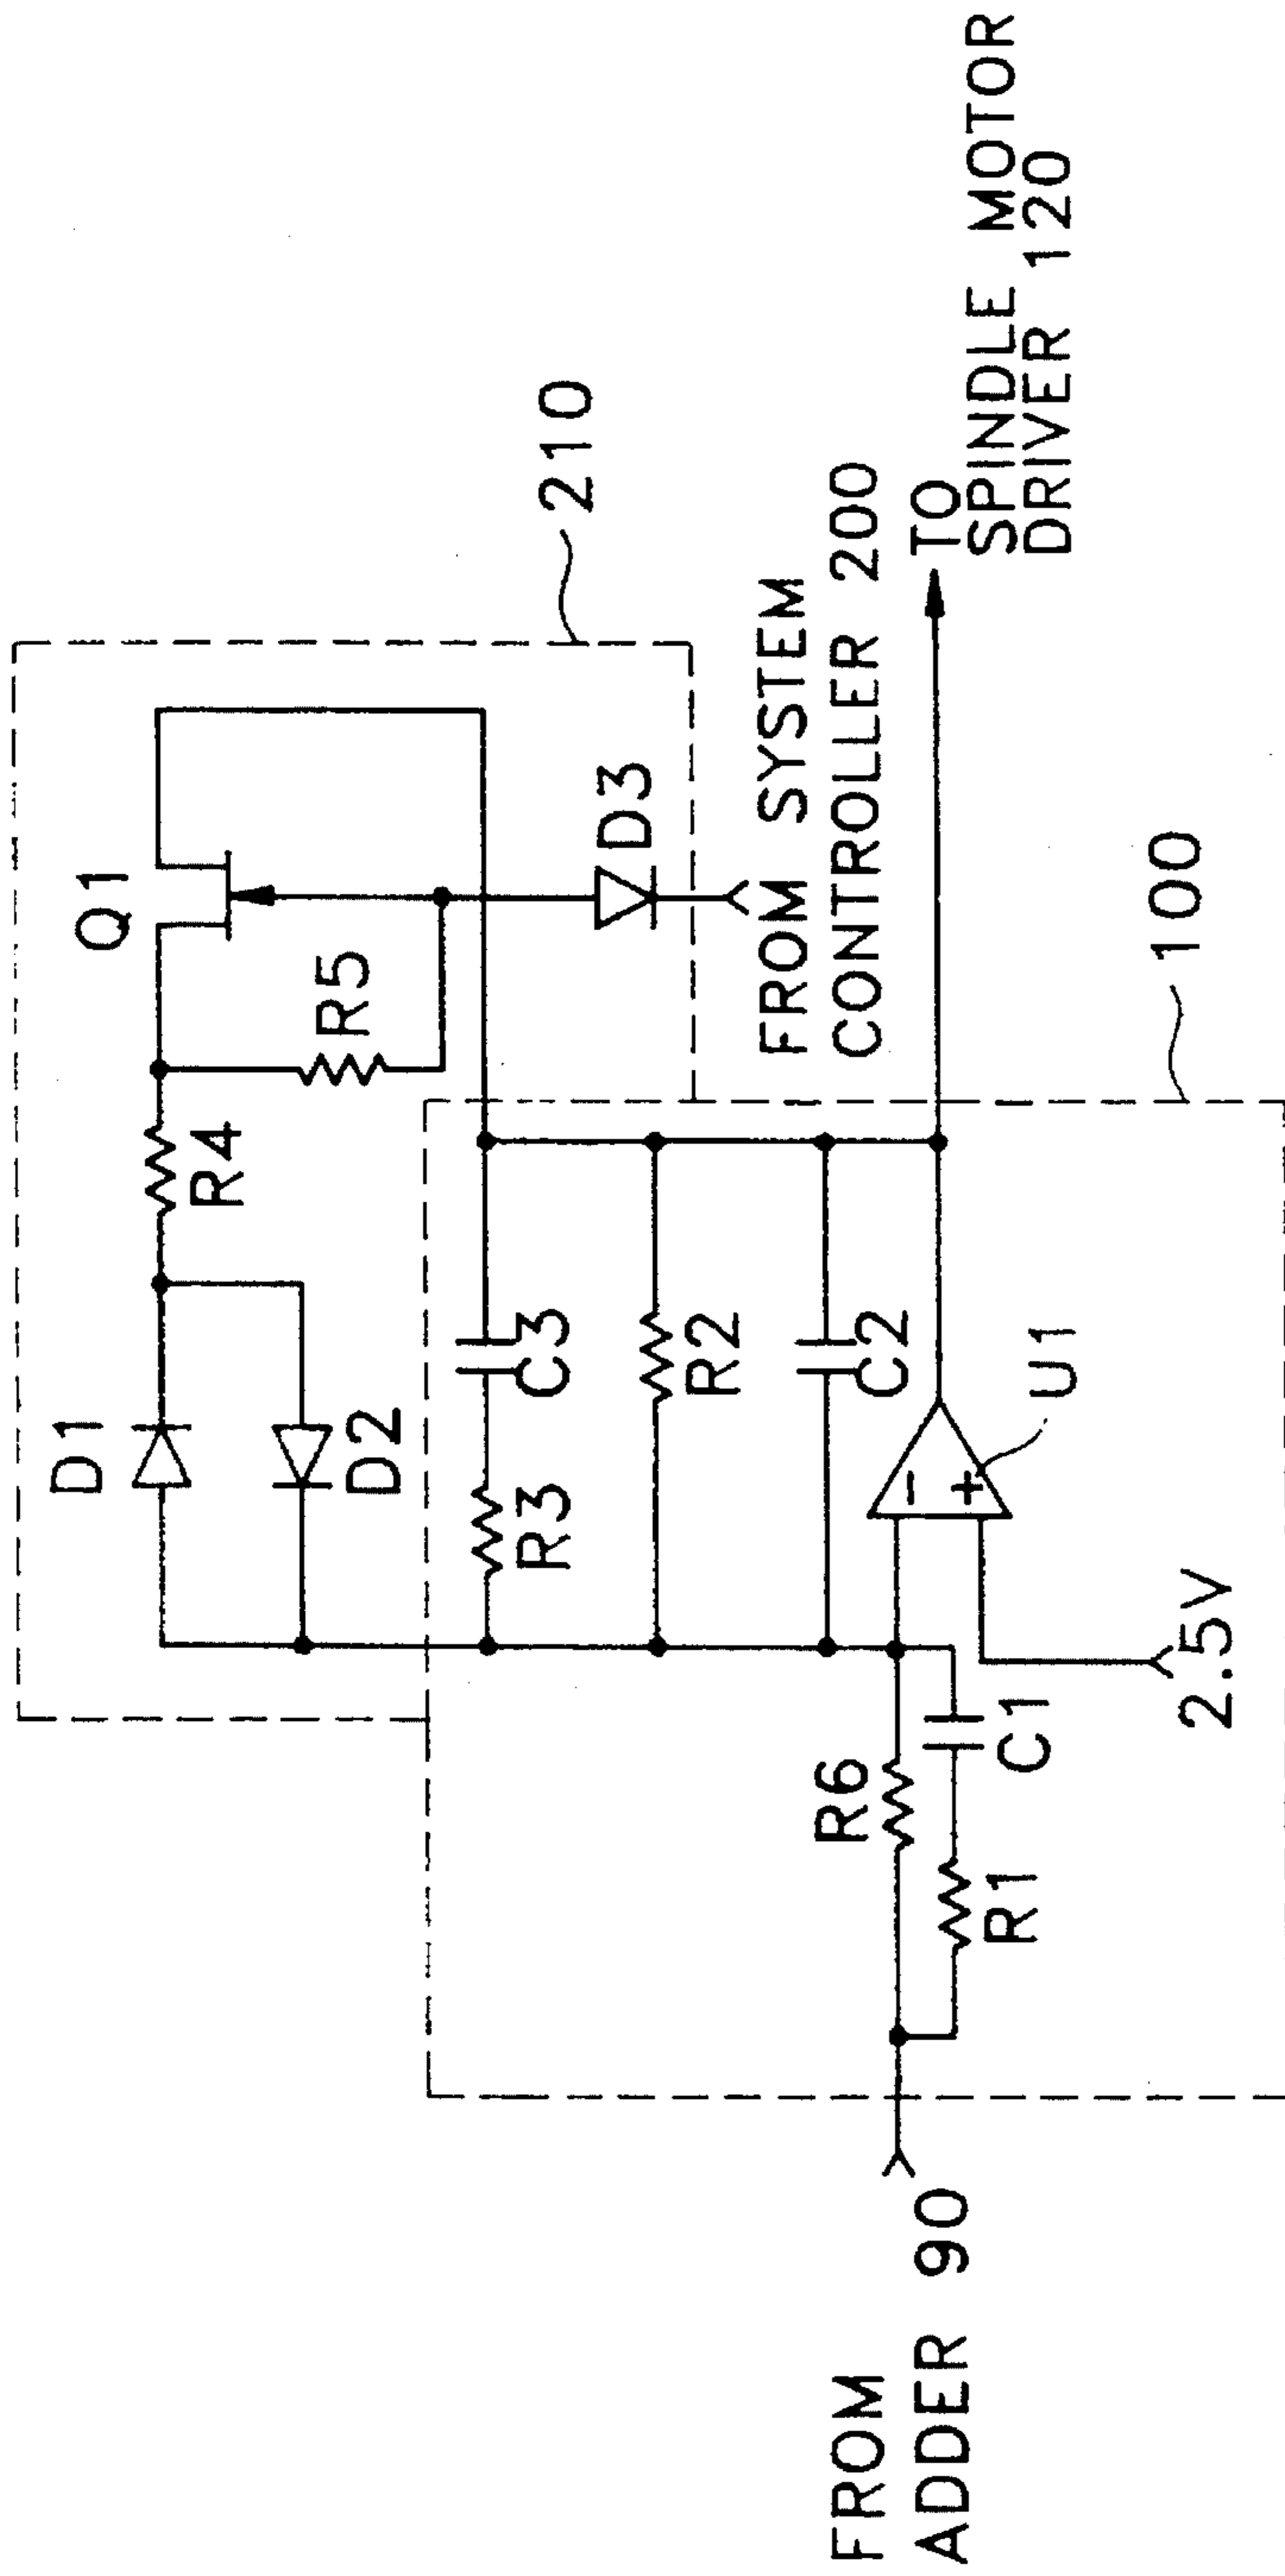 D1
D2
R4
R5
Q1
210
R3
C3
D3
R2
C2
FROM SYSTEM
CONTROLLER 200
R6
R1
C1
-
+
U1
TO
SPINDLE MOTOR
DRIVER 120
FROM
ADDER 90
2.5V
100